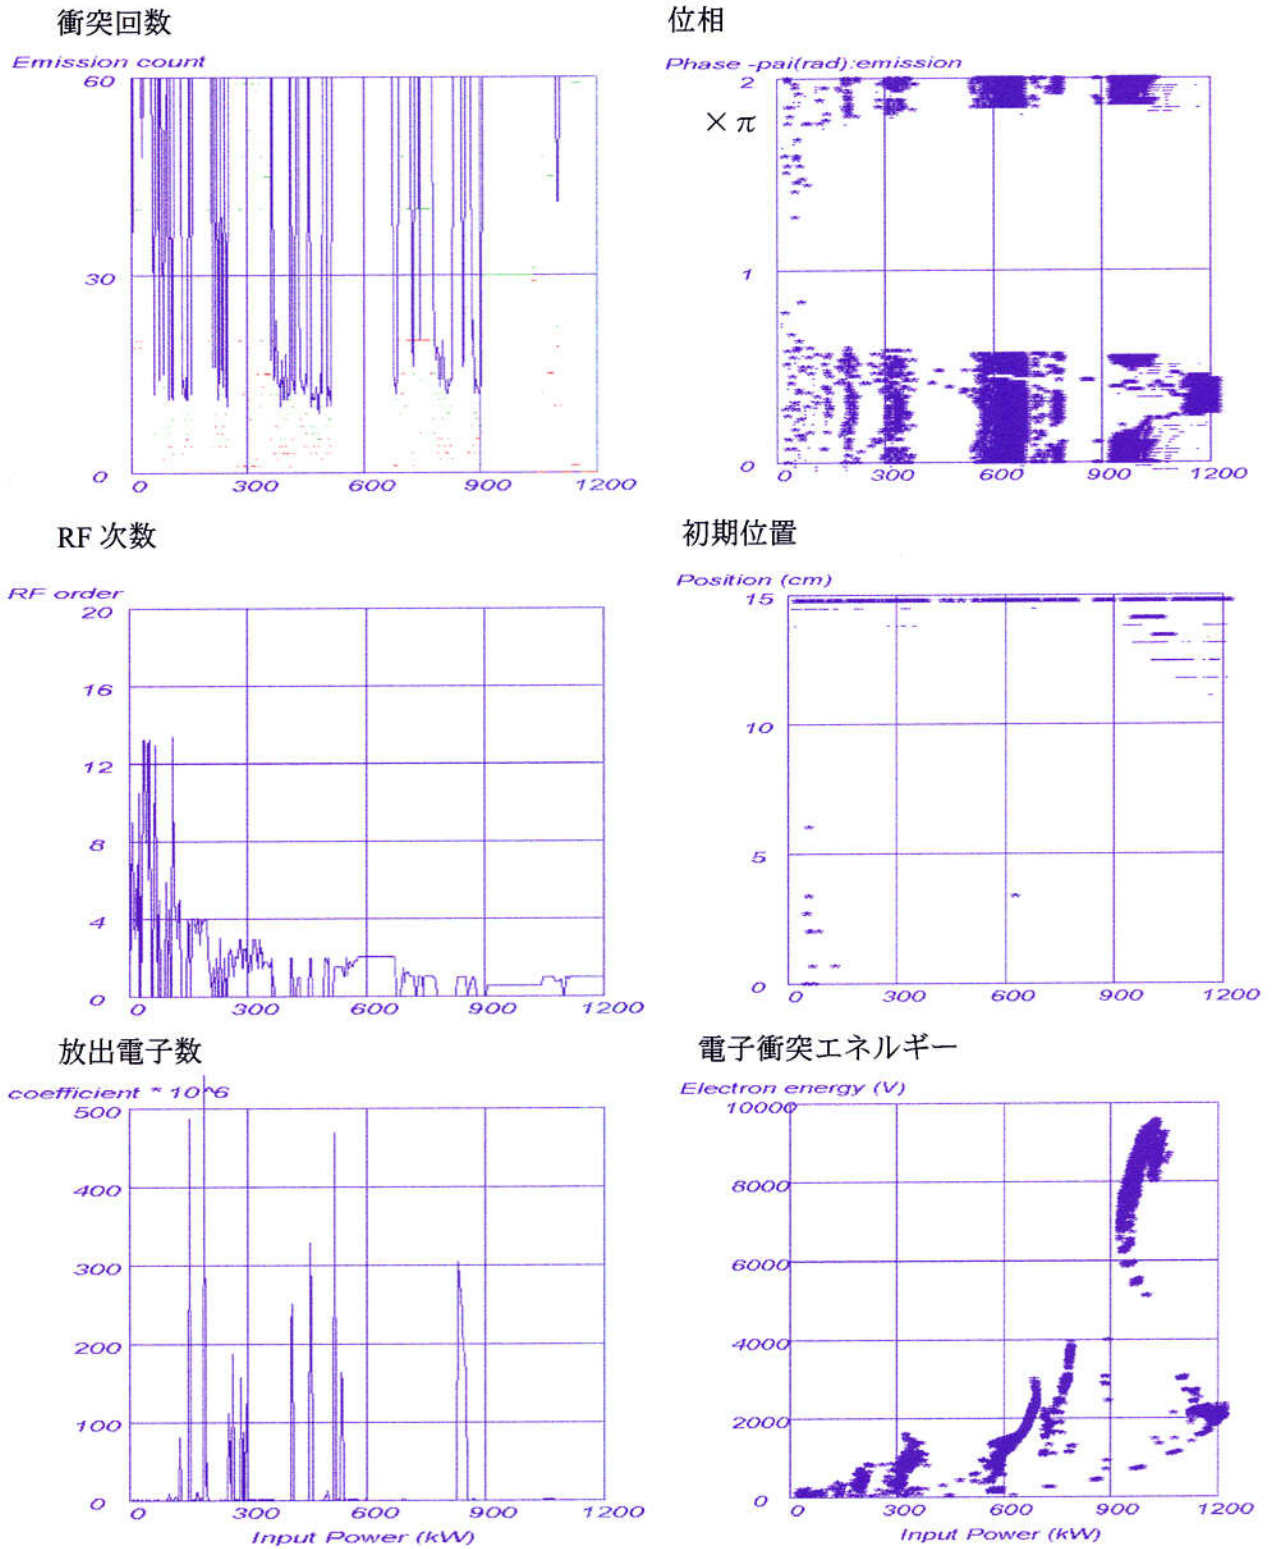 衝突回数
Emission count
60
30
0
0 300 600 900 1200
位相
Phase -pai(rad):emission
2
×π
1
0
0 300 600 900 1200
RF 次数
RF order
20
16
12
8
4
0
0 300 600 900 1200
初期位置
Position (cm)
15
10
5
0
0 300 600 900 1200
放出電子数
coefficient * 10^6
500
400
300
200
100
0
0 300 600 900 1200
Input Power (kW)
電子衝突エネルギー
Electron energy (V)
10000
8000
6000
4000
2000
0
0 300 600 900 1200
Input Power (kW)